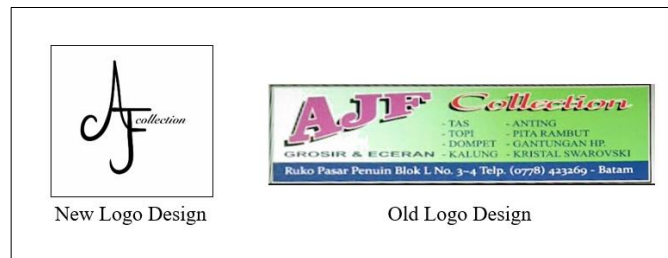 AJF
collection
New Logo Design
AJF Collection
- TAS - ANTING
- TOPI - PITA RAMBUT
- DOMPET - GANTUNGAN HP.
GROSIR & ECERAN - KALUNG - KRISTAL SWAROVSKI
Ruko Pasar Penuin Blok L No. 3-4 Telp. (0778) 423269 - Batam
Old Logo Design